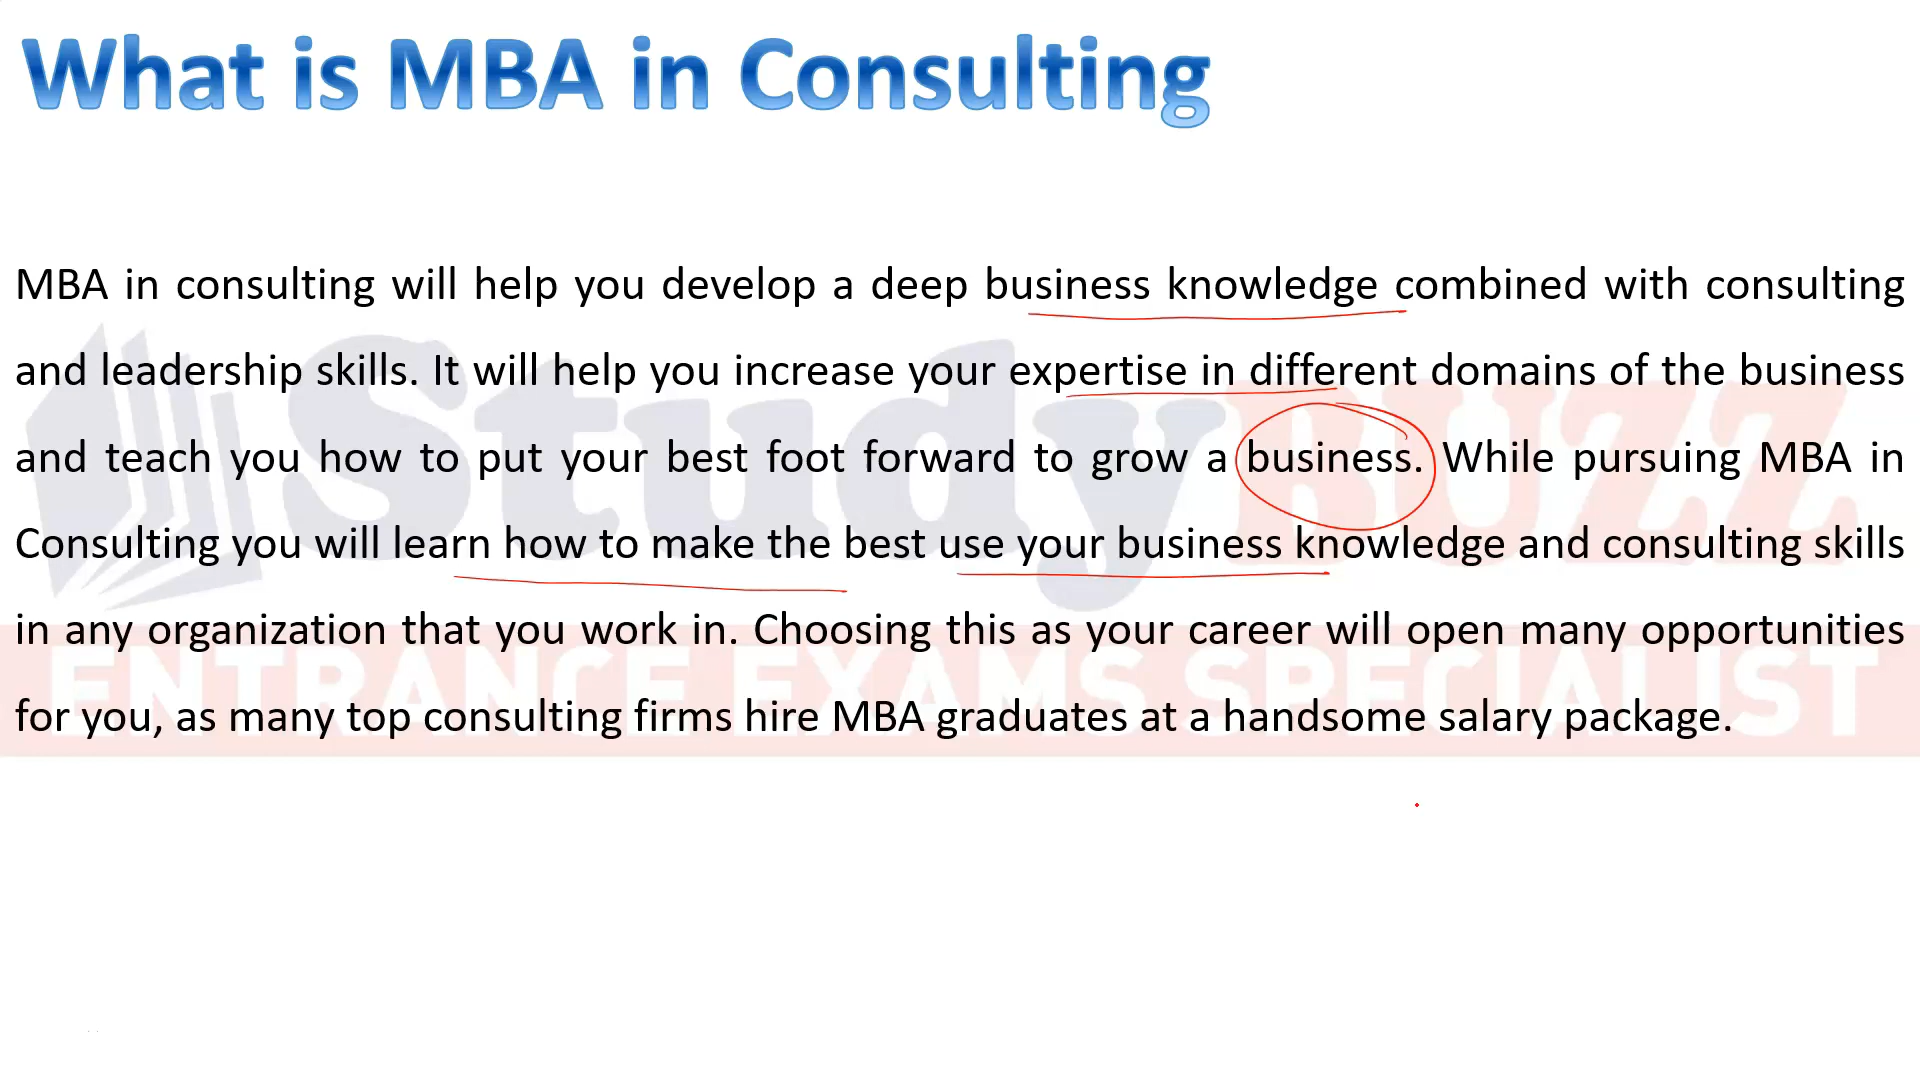 What is MBA in Consulting
MBA in consulting will help you develop a deep business knowledge combined with consulting
and leadership skills. It will help you increase your expertise in different domains of the business
and teach you how to put your best foot forward to grow a business. While pursuing MBA in
Consulting you will learn how to make the best use your business knowledge and consulting skills
in any organization that you work in. Choosing this as your career will open many opportunities
for you, as many top consulting firms hire MBA graduates at a handsome salary package.
StudyBUZZ
ENTRANCE EXAMS SPECIALIST